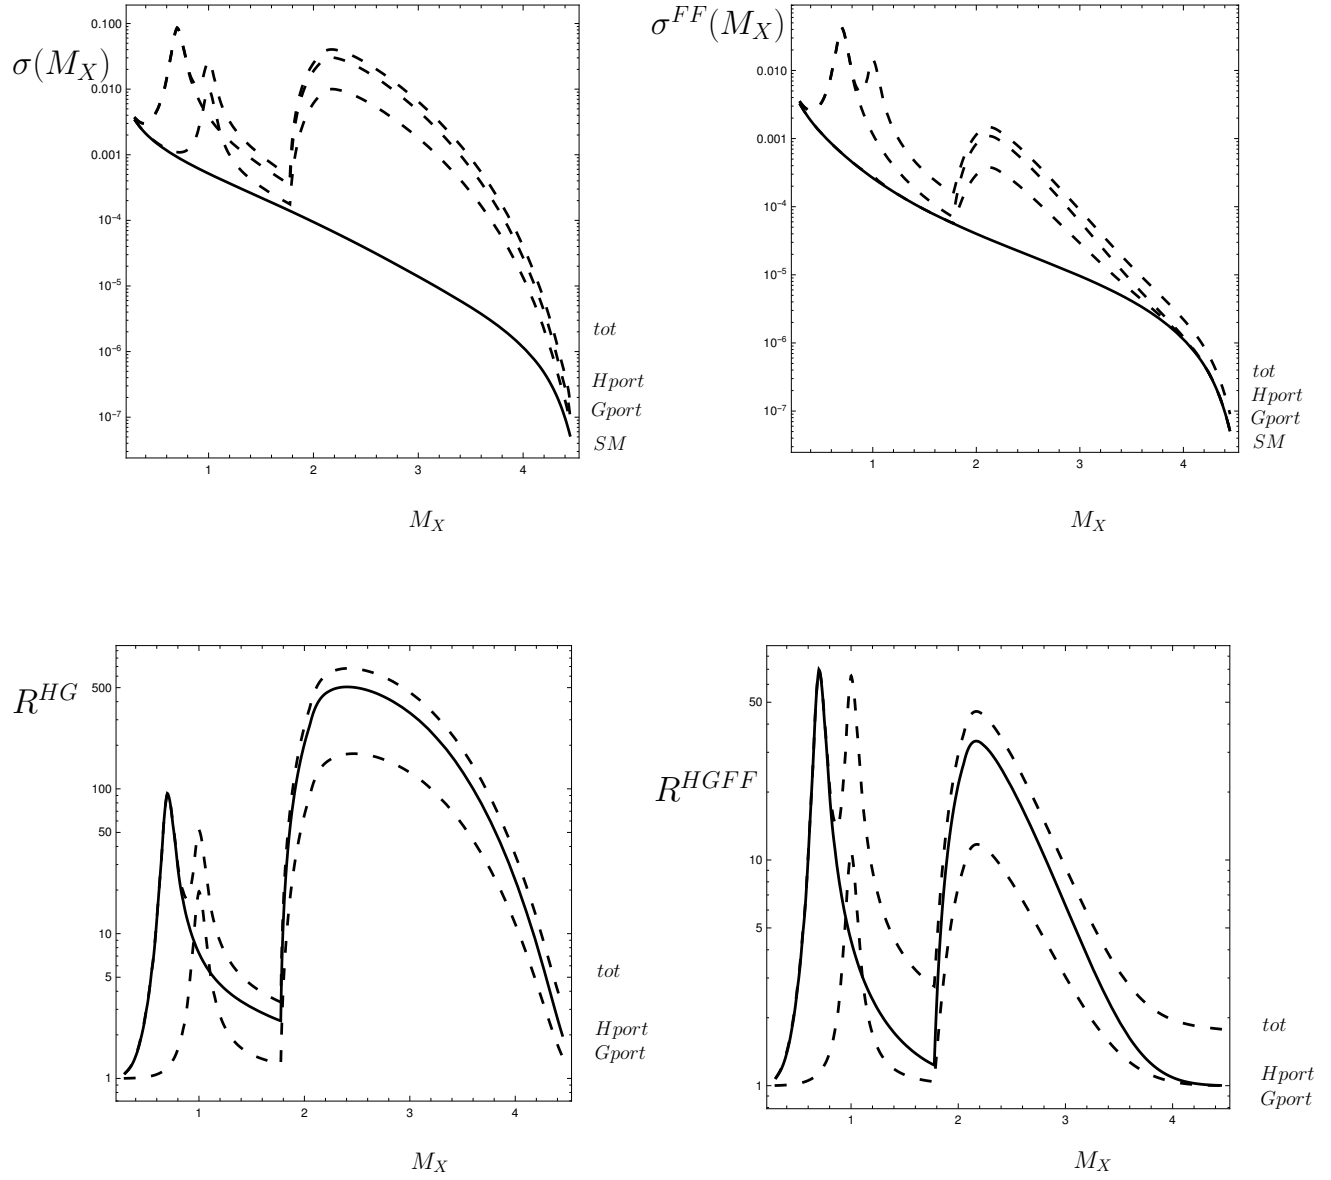 σ(M_X)
0.100
0.010
0.001
10⁻⁴
10⁻⁵
10⁻⁶
10⁻⁷
1 2 3 4
tot
Hport
Gport
SM
M_X
σ^{FF}(M_X)
0.010
0.001
10⁻⁴
10⁻⁵
10⁻⁶
10⁻⁷
1 2 3 4
tot
Hport
Gport
SM
M_X
R^{HG}
500
100
50
10
5
1
1 2 3 4
tot
Hport
Gport
M_X
R^{HGFF}
50
10
5
1
1 2 3 4
tot
Hport
Gport
M_X